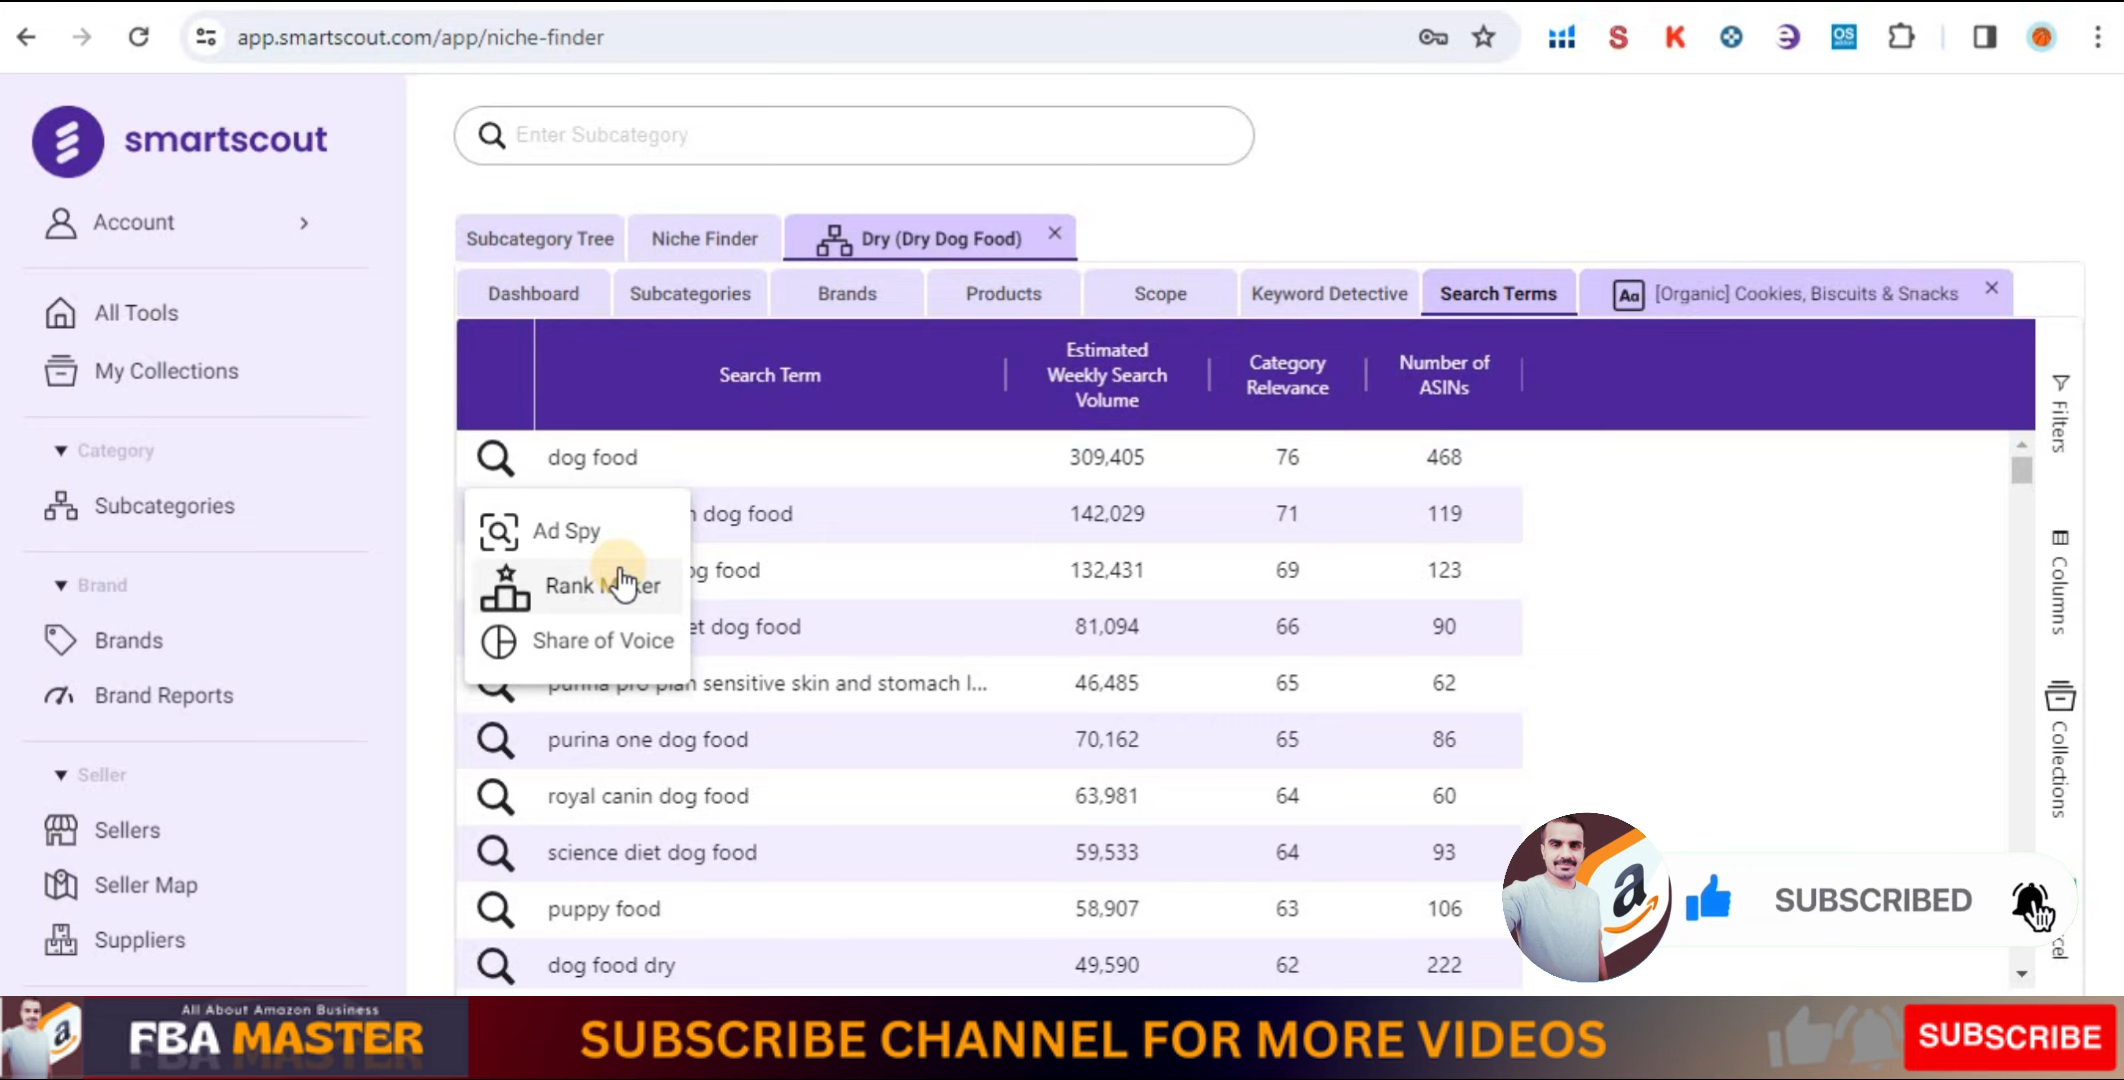 app.smartscout.com/app/niche-finder
S K OS
smartscout
Enter Subcategory
Account
Subcategory Tree Niche Finder Dry (Dry Dog Food)
Dashboard Subcategories Brands Products Scope Keyword Detective Search Terms Aa [Organic] Cookies, Biscuits & Snacks
All Tools
My Collections
Category
Subcategories
Brand
Brands
Brand Reports
Seller
Sellers
Seller Map
Suppliers
Search Term Estimated Weekly Search Volume Category Relevance Number of ASINs
dog food 309,405 76 468
dog food 142,029 71 119
food 132,431 69 123
dog food 81,094 66 90
purina pro plan sensitive skin and stomach l... 46,485 65 62
purina one dog food 70,162 65 86
royal canin dog food 63,981 64 60
science diet dog food 59,533 64 93
puppy food 58,907 63 106
dog food dry 49,590 62 222
Ad Spy
Rank
Share of Voice
Filters
Columns
Collections
a
SUBSCRIBED
All About Amazon Business
FBA MASTER
SUBSCRIBE CHANNEL FOR MORE VIDEOS
SUBSCRIBE